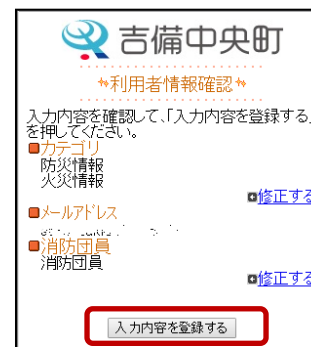 吉備中央町
利用者情報確認
入力内容を確認して、「入力内容を登録する」
を押してください。
■カテゴリ
防災情報
火災情報
修正する
■メールアドレス
■消防団員
消防団員
修正する
入力内容を登録する